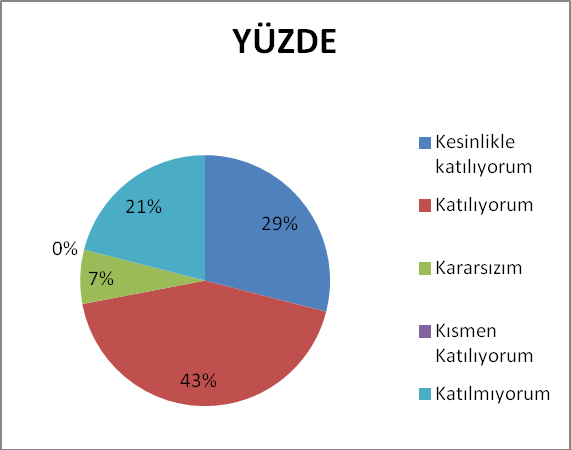 YÜZDE
Kesinlikle
katılıyorum
Katılıyorum
Kararsızım
Kısmen
Katılıyorum
Katılmıyorum
29%
43%
7%
0%
21%